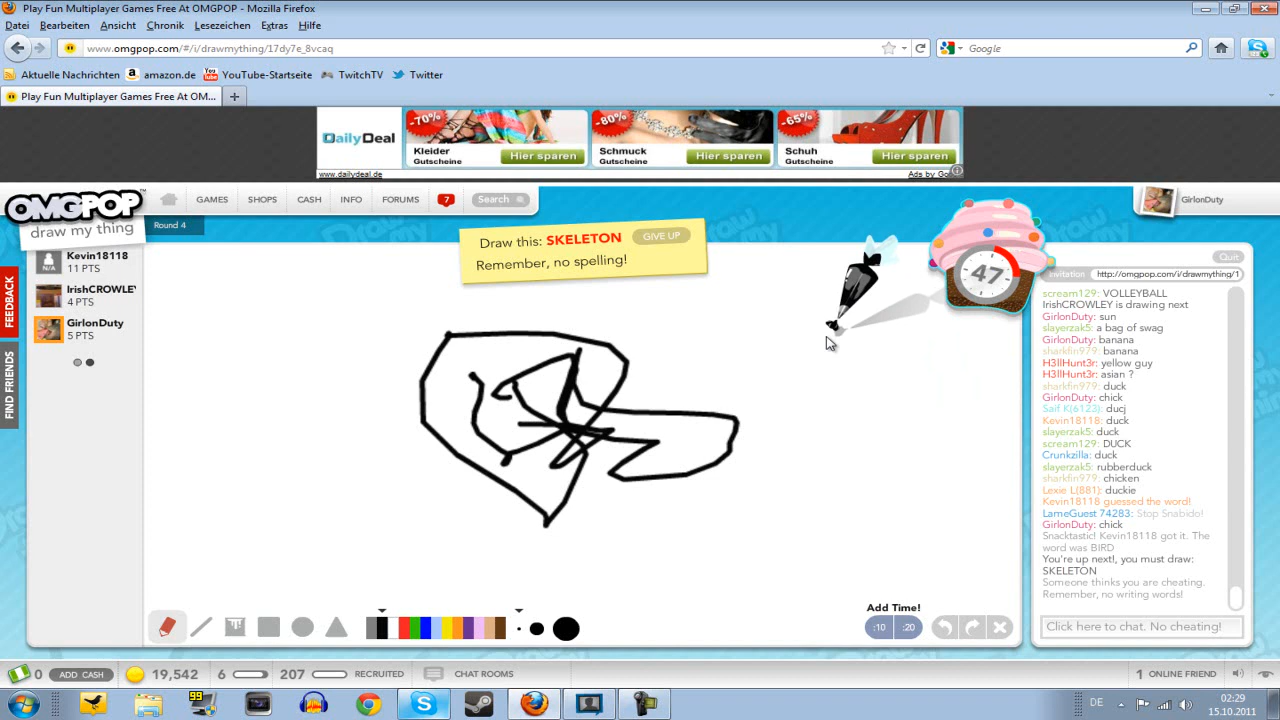 Play Fun Multiplayer Games Free At OMGPOP - Mozilla Firefox
Datei Bearbeiten Ansicht Chronik Lesezeichen Extras Hilfe
www.omgpop.com/#/i/drawmything/17dy7e_8vcaq
Google
Aktuelle Nachrichten amazon.de YouTube-Startseite TwitchTV Twitter
Play Fun Multiplayer Games Free At OM...
DailyDeal
-70%
Kleider
Gutscheine
Hier sparen
-80%
Schmuck
Gutscheine
Hier sparen
-65%
Schuh
Gutscheine
Hier sparen
www.dailydeal.de
Ads by Go
OMGPOP
draw my thing
GAMES SHOPS CASH INFO FORUMS 7 Search
GirlonDuty
Round 4
FEEDBACK
FIND FRIENDS
Kevin18118
N/A
11 PTS
IrishCROWLEY
4 PTS
GirlonDuty
5 PTS
Draw this: SKELETON
GIVE UP
Remember, no spelling!
47
Quit
Invitation http://omgpop.com/i/drawmything/1
scream129: VOLLEYBALL
IrishCROWLEY is drawing next
GirlonDuty: sun
slayerzak5: a bag of swag
GirlonDuty: banana
sharkfin979: banana
H3llHunt3r: yellow guy
H3llHunt3r: asian ?
sharkfin979: duck
GirlonDuty: chick
Saif K(6123): ducj
Kevin18118: duck
slayerzak5: duck
scream129: DUCK
Crunkzilla: duck
slayerzak5: rubberduck
sharkfin979: chicken
Lexie L(881): duckie
Kevin18118 guessed the word!
LameGuest 74283: Stop Snabido!
GirlonDuty: chick
Snacktastic! Kevin18118 got it. The
word was BIRD
You're up next!, you must draw:
SKELETON
Someone thinks you are cheating.
Remember, no writing words!
Click here to chat. No cheating!
Add Time!
:10 :20
0 ADD CASH 19,542 6 207 RECRUITED CHAT ROOMS
1 ONLINE FRIEND
99
DE
02:29
15.10.2011